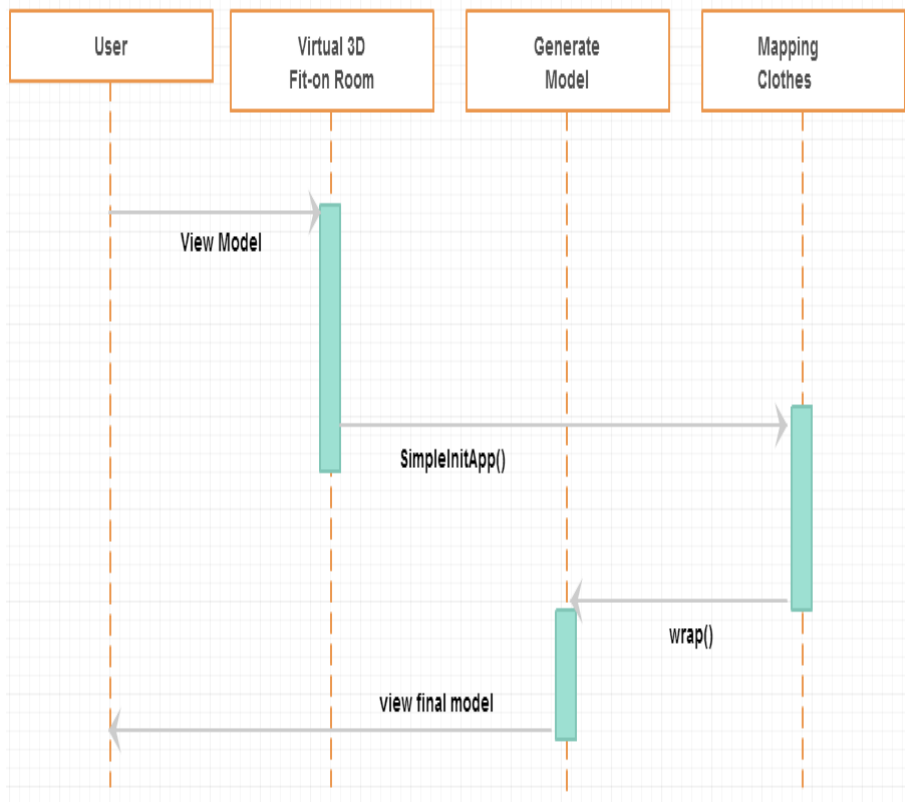 User
Virtual 3D
Fit-on Room
Generate
Model
Mapping
Clothes
View Model
SimpleInitApp()
wrap()
view final model